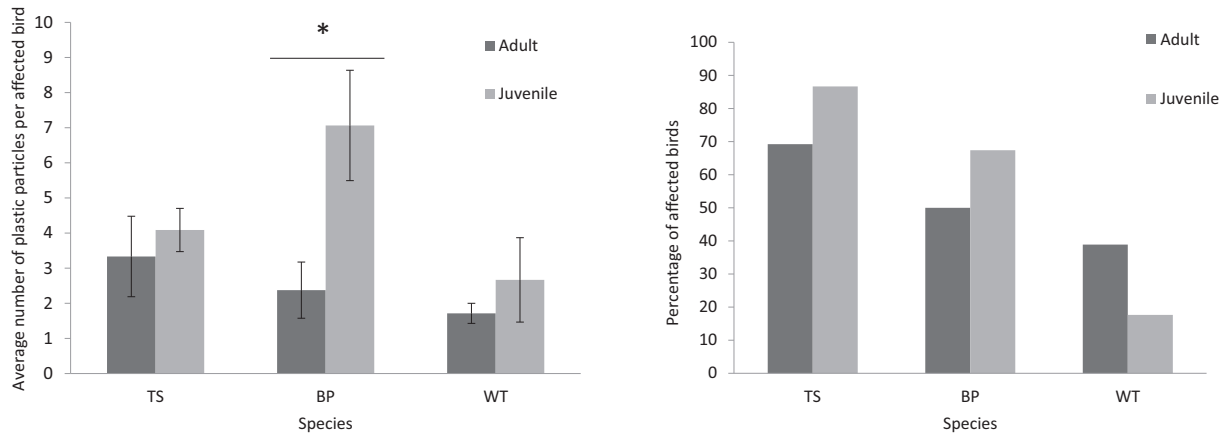 Average number of plastic particles per affected bird
10
9
8
7
6
5
4
3
2
1
0
*
Adult
Juvenile
TS
BP
WT
Species
Percentage of affected birds
100
90
80
70
60
50
40
30
20
10
0
Adult
Juvenile
TS
BP
WT
Species